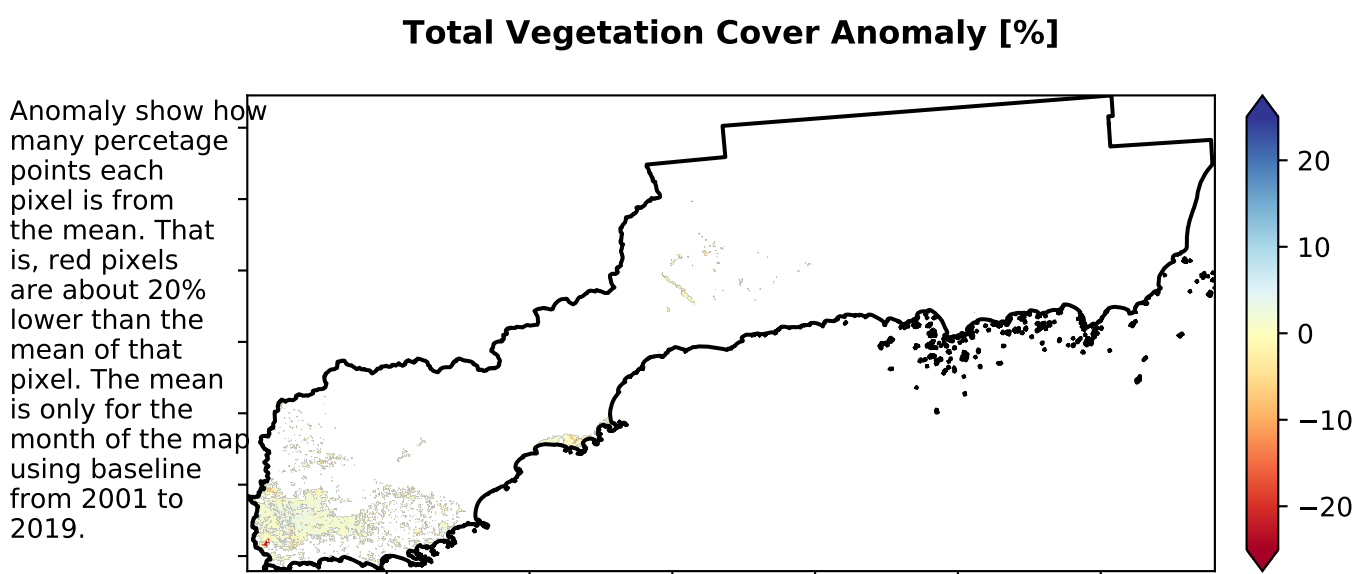 Total Vegetation Cover Anomaly [%]
Anomaly show how
many percetage
points each
pixel is from
the mean. That
is, red pixels
are about 20%
lower than the
mean of that
pixel. The mean
is only for the
month of the map
using baseline
from 2001 to
2019.
20
10
0
−10
−20